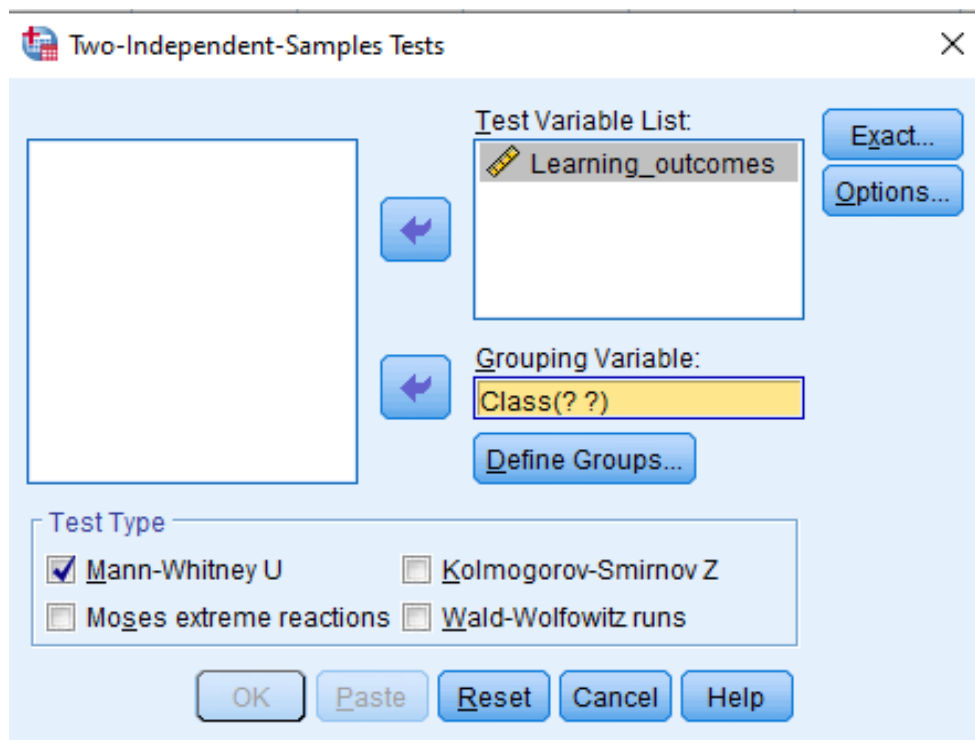 Two-Independent-Samples Tests
Test Variable List:
Learning_outcomes
Exact...
Options...
Grouping Variable:
Class(? ?)
Define Groups...
Test Type
Mann-Whitney U
Kolmogorov-Smirnov Z
Moses extreme reactions
Wald-Wolfowitz runs
OK
Paste
Reset
Cancel
Help